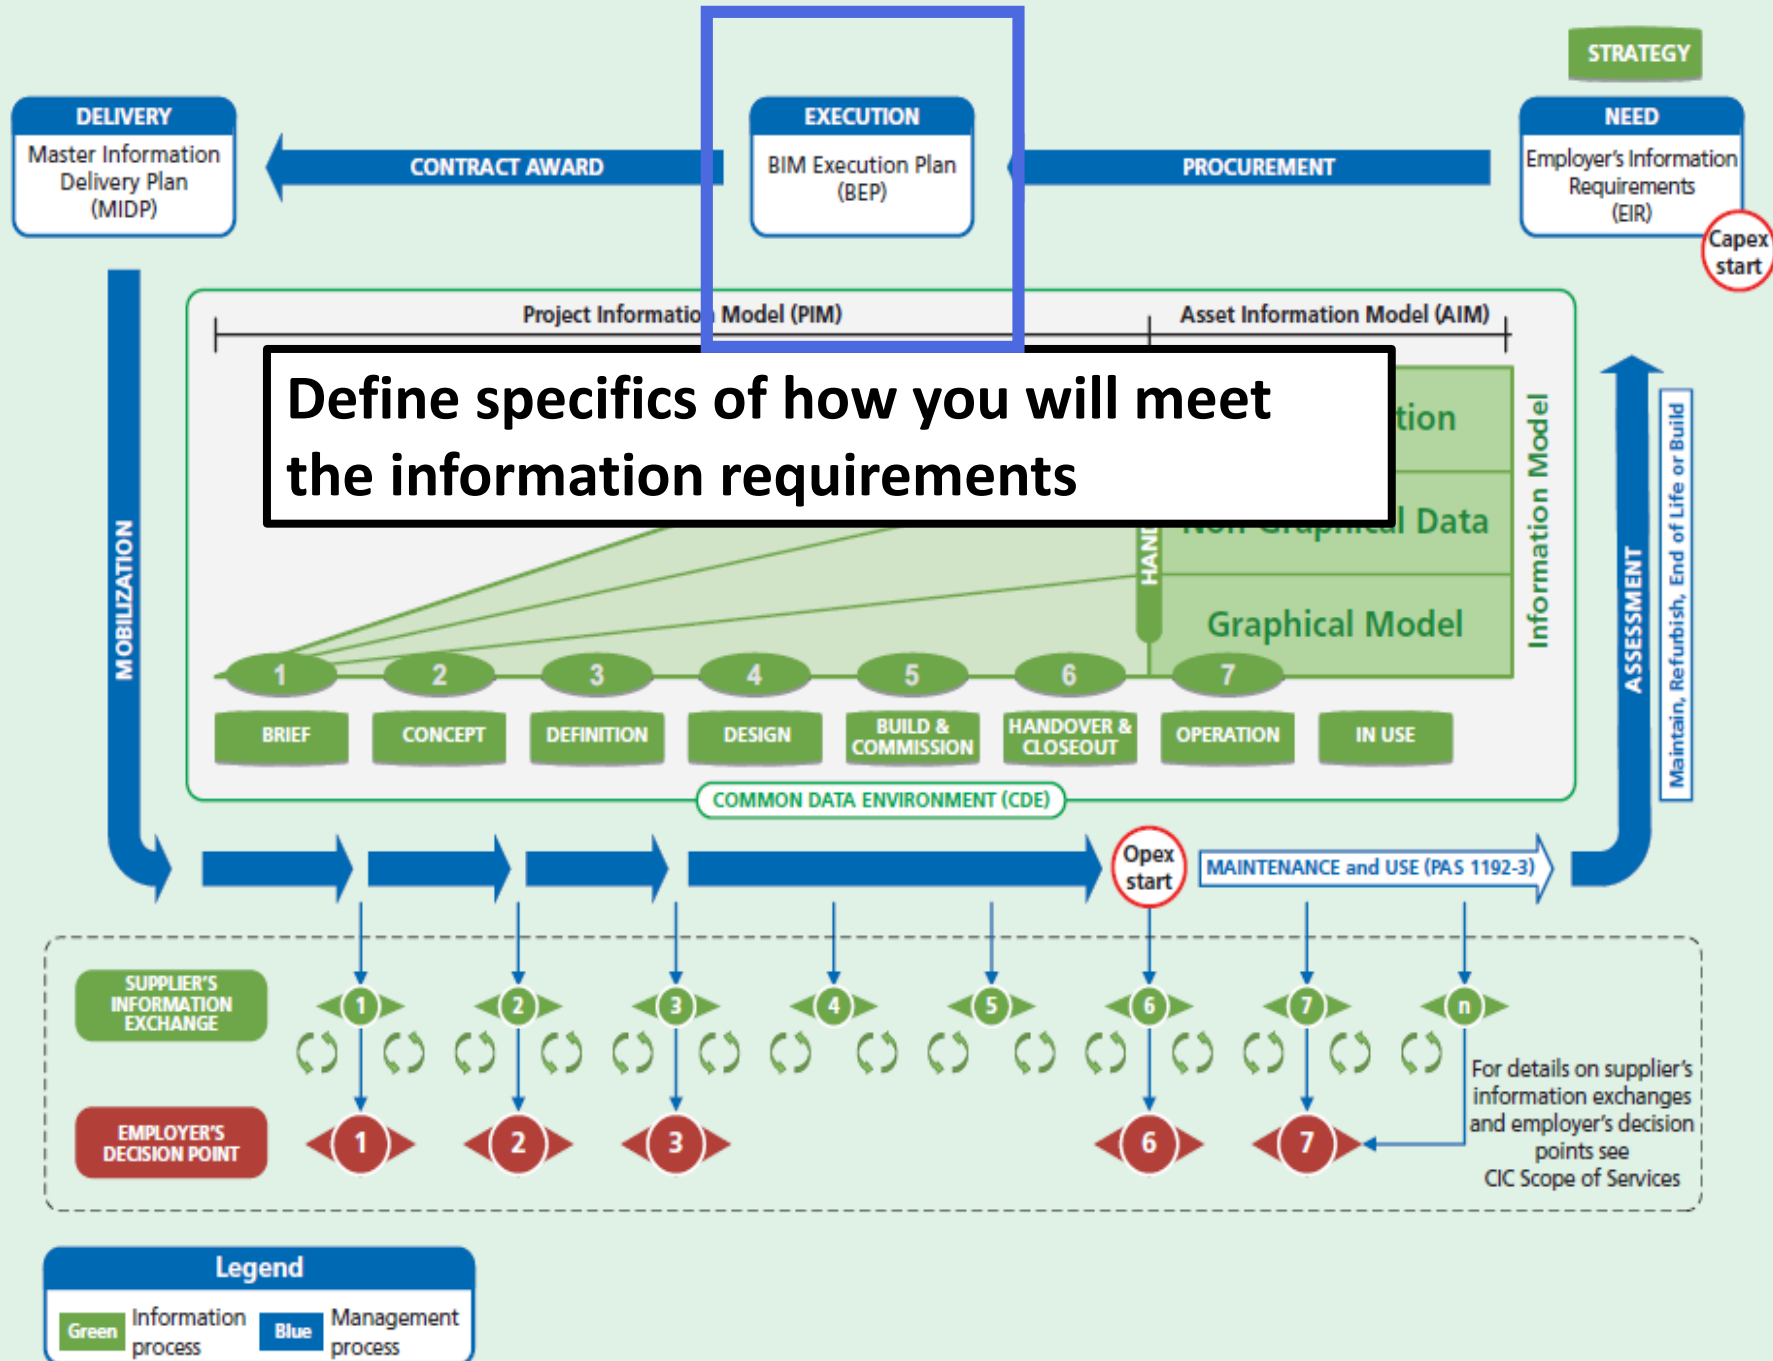 STRATEGY
DELIVERY
Master Information
Delivery Plan
(MIDP)
CONTRACT AWARD
EXECUTION
BIM Execution Plan
(BEP)
PROCUREMENT
NEED
Employer's Information
Requirements
(EIR)
Capex
start
Project Information Model (PIM)
Asset Information Model (AIM)
Define specifics of how you will meet
the information requirements
tion
Data
Graphical Model
HAND
Information Model
MOBILIZATION
ASSESSMENT
Maintain, Refurbish, End of Life or Build
1
2
3
4
5
6
7
BRIEF
CONCEPT
DEFINITION
DESIGN
BUILD &
COMMISSION
HANDOVER &
CLOSEOUT
OPERATION
IN USE
COMMON DATA ENVIRONMENT (CDE)
Opex
start
MAINTENANCE and USE (PAS 1192-3)
SUPPLIER'S
INFORMATION
EXCHANGE
1
2
3
4
5
6
7
n
For details on supplier's
information exchanges
and employer's decision
points see
CIC Scope of Services
EMPLOYER'S
DECISION POINT
1
2
3
6
7
Legend
Green
Information
process
Blue
Management
process